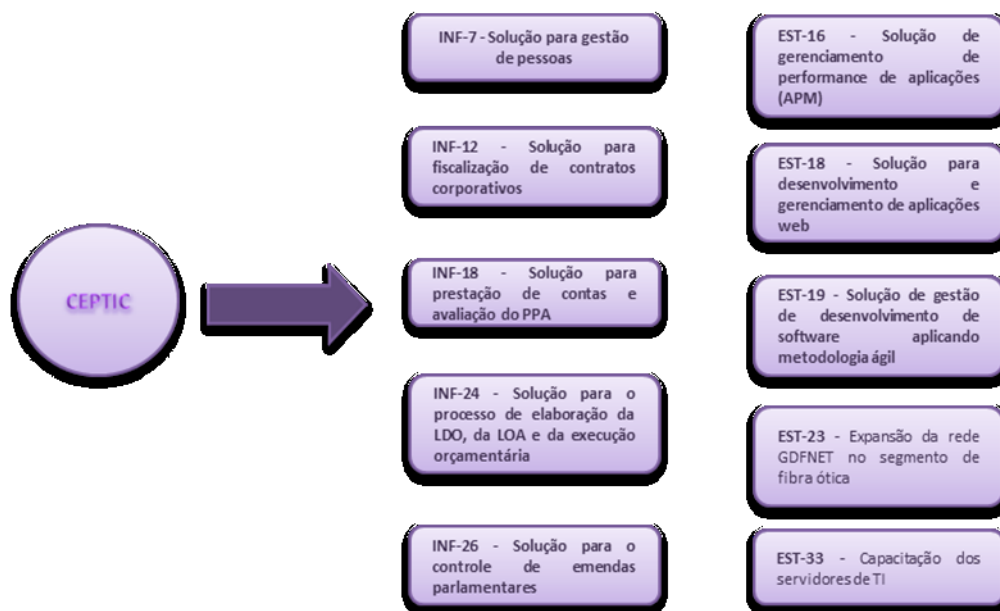 CEPTIC
INF-7 - Solução para gestão
de pessoas
INF-12 - Solução para
fiscalização de contratos
corporativos
INF-18 - Solução para
prestação de contas e
avaliação do PPA
INF-24 - Solução para o
processo de elaboração da
LDO, da LOA e da execução
orçamentária
INF-26 - Solução para o
controle de emendas
parlamentares
EST-16 - Solução de
gerenciamento de
performance de aplicações
(APM)
EST-18 - Solução para
desenvolvimento e
gerenciamento de aplicações
web
EST-19 - Solução de gestão
de desenvolvimento de
software aplicando
metodologia ágil
EST-23 - Expansão da rede
GDFNET no segmento de
fibra ótica
EST-33 - Capacitação dos
servidores de TI